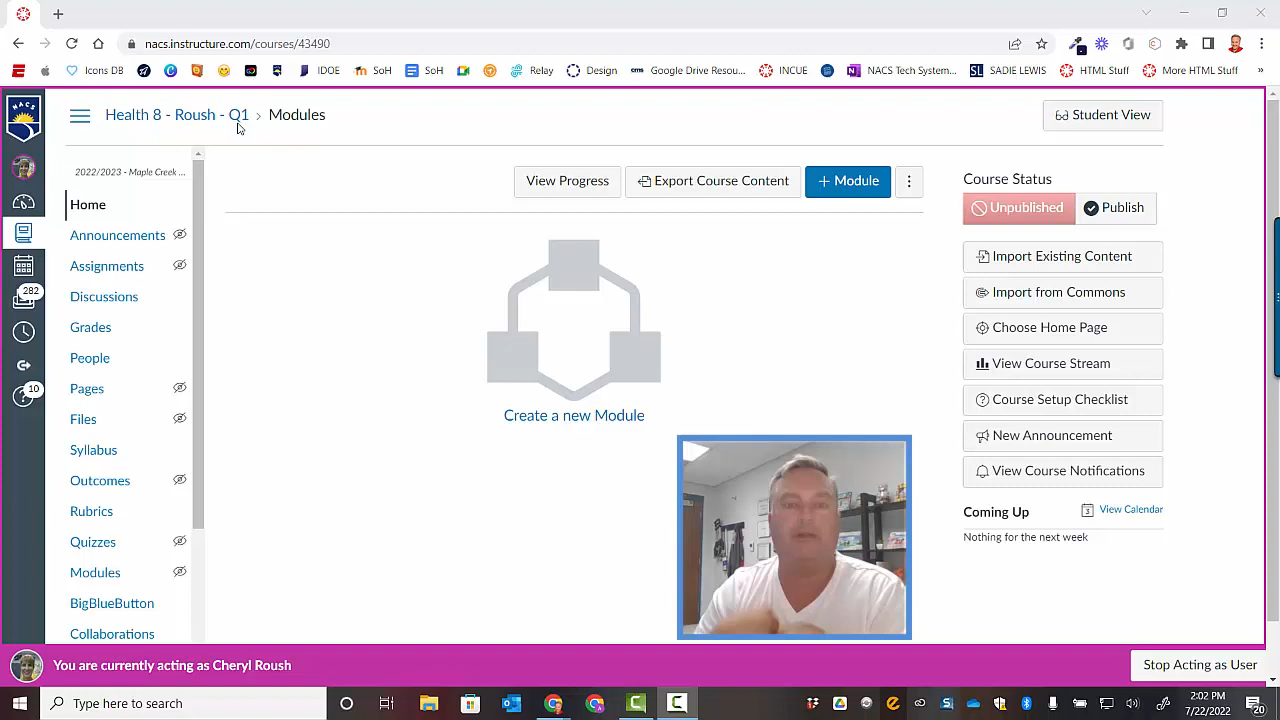 nacs.instructure.com/courses/43490
Icons DB
IDOE
SoH
SoH
Relay
Design
cms Google Drive Recou...
INCUE
NACS Tech System...
SL SADIE LEWIS
HTML Stuff
More HTML Stuff
»
NACS
Health 8 - Roush - Q1 › Modules
Student View
2022/2023 - Maple Creek ...
Home
Announcements
Assignments
Discussions
Grades
People
Pages
Files
Syllabus
Outcomes
Rubrics
Quizzes
Modules
BigBlueButton
Collaborations
282
10
View Progress
Export Course Content
+ Module
Create a new Module
Course Status
Unpublished
Publish
Import Existing Content
Import from Commons
Choose Home Page
View Course Stream
Course Setup Checklist
New Announcement
View Course Notifications
Coming Up
View Calendar
Nothing for the next week
You are currently acting as Cheryl Roush
Stop Acting as User
Type here to search
2:02 PM
7/22/2022
20